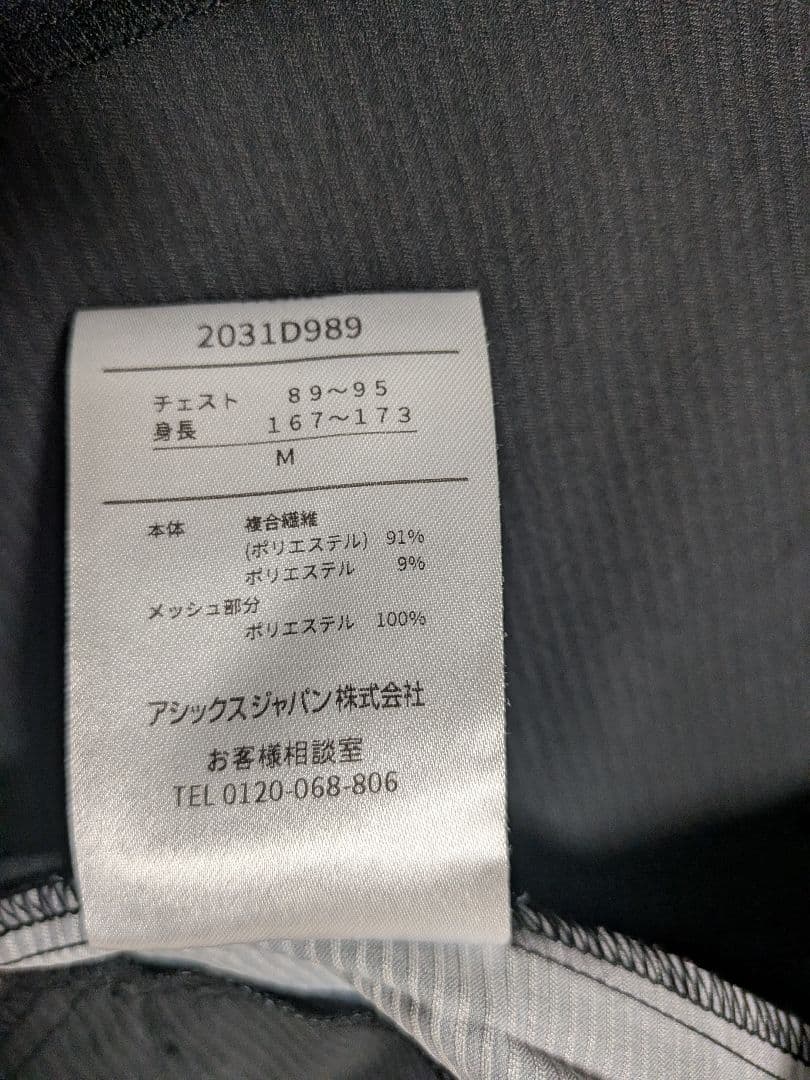 2031D989
チェスト 89～95
身長 167～173
M
本体 複合繊維
(ポリエステル) 91%
ポリエステル 9%
メッシュ部分
ポリエステル 100%
アシックスジャパン株式会社
お客様相談室
TEL 0120-068-806